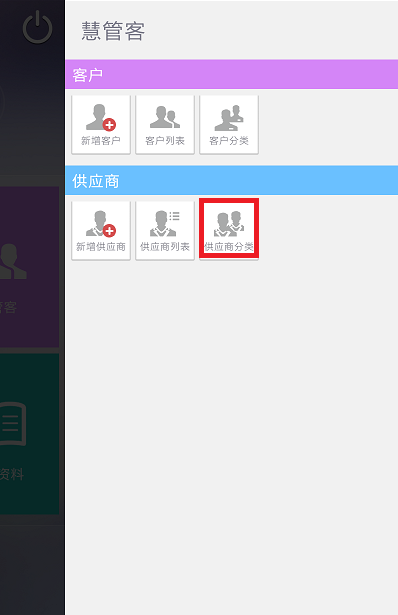 慧管客
客户
新增客户
客户列表
客户分类
供应商
新增供应商
供应商列表
供应商分类
管客
资料